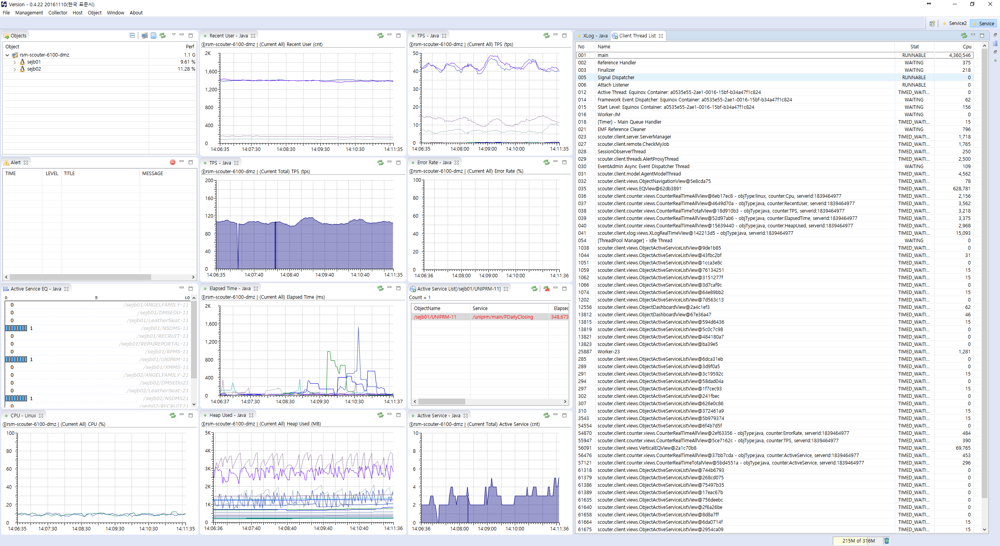 Version - 0.4.22 20161110(한국 표준시)
File Management Collector Host Object Window About
Service2 Service
Objects
Object Perf
rsm-scouter-6100-dmz 1.1 G
sejb01 9.61 %
sejb02 11.28 %
Alert
TIME LEVEL TITLE MESSAGE
Active Service EQ - Java
0 5 10
0 /sejb01/ANGELFAMILY-11
0 /sejb01/DMSEDU-11
0 /sejb01/LeatherSeat-11
1 /sejb01/NSDMS-11
0 /sejb01/RECRUIT-11
0 /sejb01/REPAIREPORTAL-11
0 /sejb01/RPMS-11
1 /sejb01/UNIPRM-11
0 /sejb01/XMMS-11
0 /sejb02/ANGELFAMILY-21
0 /sejb02/DMSEDU21
0 /sejb02/LeatherSeat-21
1 /sejb02/NSDMS21
0 /sejb02/RECRUIT21
CPU - Linux
ⓢrsm-scouter-6100-dmz | (Current All) CPU (%)
100
80
60
40
20
0
14:06:35 14:07:30 14:08:30 14:09:30 14:10:30 14:11:35
Recent User - Java
ⓢrsm-scouter-6100-dmz | (Current All) Recent User (cnt)
2K
1,600
1,200
800
400
0
14:06:35 14:07:30 14:08:30 14:09:30 14:10:30 14:11:35
TPS - Java
ⓢrsm-scouter-6100-dmz | (Current Total) TPS (tps)
200
160
120
80
40
0
14:06:35 14:07:40 14:08:40 14:09:40 14:10:40 14:11:35
Elapsed Time - Java
ⓢrsm-scouter-6100-dmz | (Current All) Elapsed Time (ms)
2K
1,600
1,200
800
400
0
14:06:37 14:07:30 14:08:30 14:09:30 14:10:30 14:11:37
Heap Used - Java
ⓢrsm-scouter-6100-dmz | (Current All) Heap Used (MB)
5K
4K
3K
2K
1K
0
14:06:36 14:07:40 14:08:40 14:09:40 14:10:40 14:11:36
TPS - Java
ⓢrsm-scouter-6100-dmz | (Current All) TPS (tps)
50
40
30
20
10
0
14:06:35 14:08:00 14:09:00 14:10:00 14:11:35
Error Rate - Java
ⓢrsm-scouter-6100-dmz | (Current All) Error Rate (%)
100
80
60
40
20
0
14:06:36 14:08:00 14:09:00 14:10:00 14:11:36
Active Service List[/sejb01/UNIPRM-11]
Count = 1
ObjectName Service Elapsed
/sejb01/UNIPRM-11 /uniprm/main/PDailyClosing 348,673
Active Service - Java
ⓢrsm-scouter-6100-dmz | (Current Total) Active Service (cnt)
10
8
6
4
2
0
14:06:36 14:08:00 14:09:00 14:10:00 14:11:36
XLog - Java Client Thread List
No Name Stat Cpu
001 main RUNNABLE 4,360,546
002 Reference Handler WAITING 375
003 Finalizer WAITING 218
005 Signal Dispatcher RUNNABLE 0
006 Attach Listener RUNNABLE 0
012 Active Thread: Equinox Container: a0535e55-2ae1-0016-15bf-b34a47f1c824 TIMED_WAITI... 0
014 Framework Event Dispatcher: Equinox Container: a0535e55-2ae1-0016-15bf-b34a47f1c824 WAITING 62
015 Start Level: Equinox Container: a0535e55-2ae1-0016-15bf-b34a47f1c824 WAITING 156
016 Worker-JM WAITING 0
018 [Timer] - Main Queue Handler TIMED_WAITI... 15
021 EMF Reference Cleaner WAITING 796
023 scouter.client.server.ServerManager TIMED_WAITI... 1,718
027 scouter.client.remote.CheckMyJob TIMED_WAITI... 1,765
028 SessionObserverThread TIMED_WAITI... 250
029 scouter.client.threads.AlertProxyThread TIMED_WAITI... 2,500
030 EventAdmin Async Event Dispatcher Thread WAITING 109
031 scouter.client.model.AgentModelThread TIMED_WAITI... 4,562
032 scouter.client.views.ObjectNavigationView@5e8cda75 TIMED_WAITI... 78
035 scouter.client.views.EQView@62db3891 TIMED_WAITI... 628,781
036 scouter.client.counter.views.CounterRealTimeAllView@6eb17ec8 - objType:linux, counter:Cpu, serverId:1839464977 TIMED_WAITI... 2,156
037 scouter.client.counter.views.CounterRealTimeAllView@4649d70a - objType:java, counter:RecentUser, serverId:1839464977 TIMED_WAITI... 3,562
038 scouter.client.counter.views.CounterRealTimeTotalView@18d910b3 - objType:java, counter:TPS, serverId:1839464977 TIMED_WAITI... 3,218
039 scouter.client.counter.views.CounterRealTimeAllView@52d97ab6 - objType:java, counter:ElapsedTime, serverId:1839464977 TIMED_WAITI... 3,375
040 scouter.client.counter.views.CounterRealTimeAllView@15639440 - objType:java, counter:HeapUsed, serverId:1839464977 TIMED_WAITI... 2,968
041 scouter.client.xlog.views.XLogRealTimeView@142213d5 - objType:java, serverId:1839464977 TIMED_WAITI... 15,093
054 [ThreadPool Manager] - Idle Thread WAITING 0
1038 scouter.client.views.ObjectActiveServiceListView@9de1b85 TIMED_WAITI... 0
1044 scouter.client.views.ObjectActiveServiceListView@43fbc2bf TIMED_WAITI... 31
1051 scouter.client.views.ObjectActiveServiceListView@1cca3e8c TIMED_WAITI... 0
1059 scouter.client.views.ObjectActiveServiceListView@76134251 TIMED_WAITI... 15
1062 scouter.client.views.ObjectActiveServiceListView@3151277f TIMED_WAITI... 15
1066 scouter.client.views.ObjectActiveServiceListView@3d7caf9c TIMED_WAITI... 0
1074 scouter.client.views.ObjectActiveServiceListView@64e89bb2 TIMED_WAITI... 15
1202 scouter.client.views.ObjectActiveServiceListView@7d563c13 TIMED_WAITI... 0
12556 scouter.client.views.ObjectDashboardView@2a4c1ef3 TIMED_WAITI... 62
13812 scouter.client.views.ObjectDashboardView@67e36a47 TIMED_WAITI... 46
13815 scouter.client.views.ObjectActiveServiceListView@594d6436 TIMED_WAITI... 15
13819 scouter.client.views.ObjectActiveServiceListView@5c0c7c98 TIMED_WAITI... 0
13821 scouter.client.views.ObjectActiveServiceListView@484180a7 TIMED_WAITI... 0
13823 scouter.client.views.ObjectActiveServiceListView@ba39e5 TIMED_WAITI... 0
25887 Worker-23 TIMED_WAITI... 1,281
285 scouter.client.views.ObjectActiveServiceListView@6dca31eb TIMED_WAITI... 0
289 scouter.client.views.ObjectActiveServiceListView@3d9f0a5 TIMED_WAITI... 0
291 scouter.client.views.ObjectActiveServiceListView@3c19592c TIMED_WAITI... 15
294 scouter.client.views.ObjectActiveServiceListView@58dad04a TIMED_WAITI... 0
297 scouter.client.views.ObjectActiveServiceListView@1f7cec93 TIMED_WAITI... 15
302 scouter.client.views.ObjectActiveServiceListView@241fbec TIMED_WAITI... 0
307 scouter.client.views.ObjectActiveServiceListView@626e0c86 TIMED_WAITI... 0
310 scouter.client.views.ObjectActiveServiceListView@372461a9 TIMED_WAITI... 15
3543 scouter.client.views.ObjectActiveServiceListView@5b979374 TIMED_WAITI... 15
54554 scouter.client.views.ObjectActiveServiceListView@6f4b7d5f TIMED_WAITI... 0
54870 scouter.client.counter.views.CounterRealTimeAllView@2ef63356 - objType:java, counter:ErrorRate, serverId:1839464977 TIMED_WAITI... 484
55947 scouter.client.counter.views.CounterRealTimeAllView@5ce7162c - objType:java, counter:TPS, serverId:1839464977 TIMED_WAITI... 390
56091 scouter.client.views.VerticalEQView@2a1c70b8 TIMED_WAITI... 69,765
56476 scouter.client.counter.views.CounterRealTimeAllView@37bb7cda - objType:java, counter:ActiveService, serverId:1839464977 TIMED_WAITI... 453
57121 scouter.client.counter.views.CounterRealTimeTotalView@5bd4551a - objType:java, counter:ActiveService, serverId:1839464977 TIMED_WAITI... 296
61318 scouter.client.views.ObjectActiveServiceListView@744b6793 TIMED_WAITI... 0
61379 scouter.client.views.ObjectActiveServiceListView@268cd075 TIMED_WAITI... 0
61386 scouter.client.views.ObjectActiveServiceListView@75497b35 TIMED_WAITI... 0
61389 scouter.client.views.ObjectActiveServiceListView@17eac67b TIMED_WAITI... 0
61635 scouter.client.views.ObjectActiveServiceListView@756deebc TIMED_WAITI... 0
61640 scouter.client.views.ObjectActiveServiceListView@2f6a26be TIMED_WAITI... 0
61658 scouter.client.views.ObjectActiveServiceListView@8d8a7ff TIMED_WAITI... 0
61664 scouter.client.views.ObjectActiveServiceListView@6da0714f TIMED_WAITI... 15
61675 scouter.client.views.ObjectActiveServiceListView@2954ca09 TIMED_WAITI... 15
215M of 316M